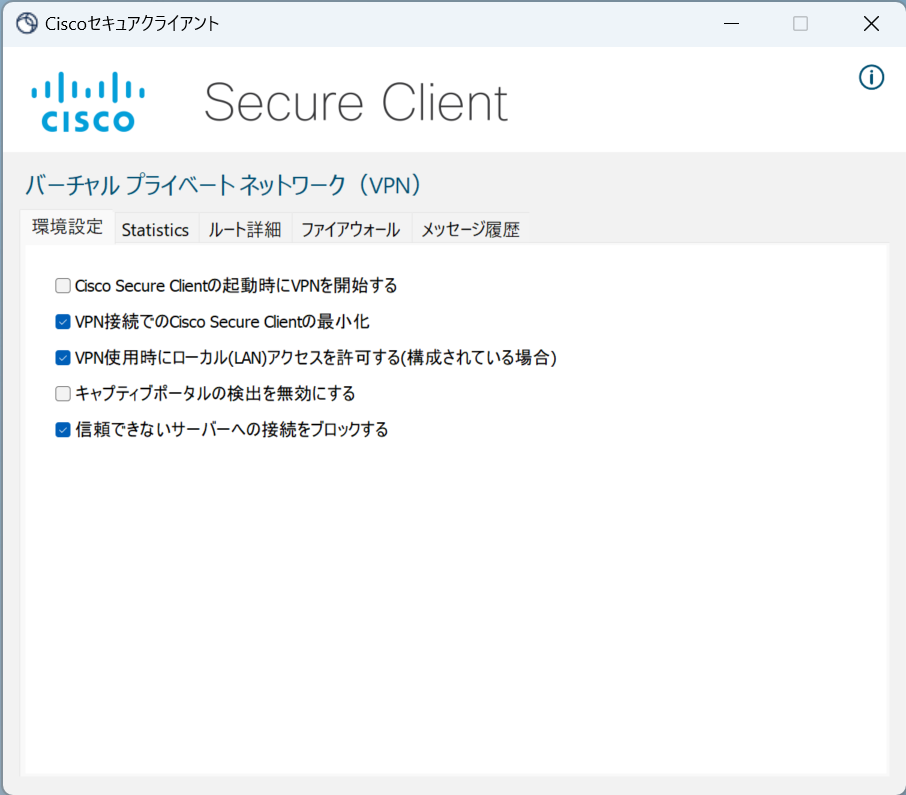 Ciscoセキュアクライアント
CISCO
Secure Client
バーチャル プライベート ネットワーク（VPN）
環境設定 Statistics ルート詳細 ファイアウォール メッセージ履歴
Cisco Secure Clientの起動時にVPNを開始する
VPN接続でのCisco Secure Clientの最小化
VPN使用時にローカル(LAN)アクセスを許可する(構成されている場合)
キャプティブポータルの検出を無効にする
信頼できないサーバーへの接続をブロックする